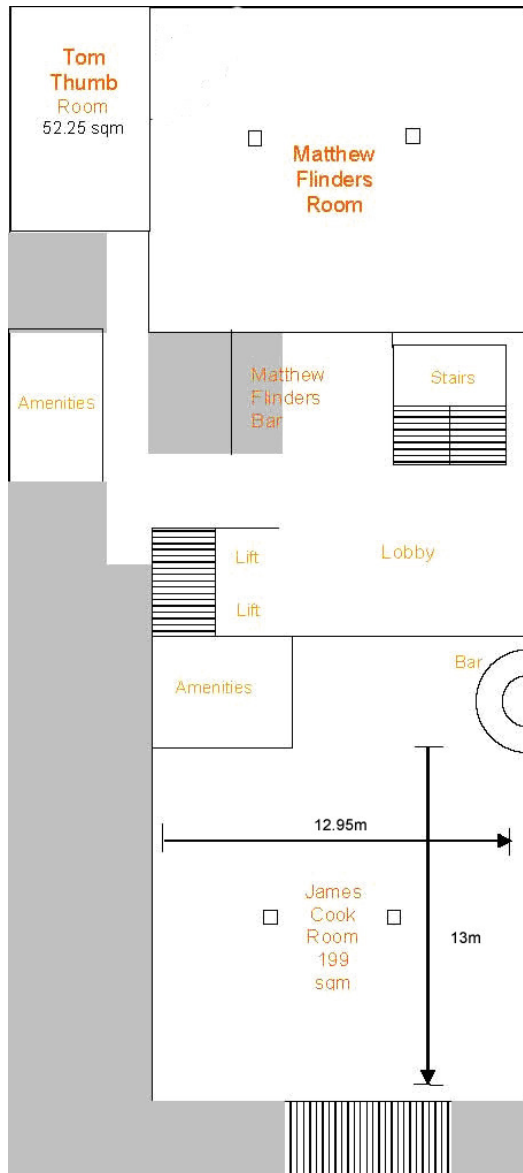 Tom
Thumb
Room
52.25 sqm
Matthew
Flinders
Room
Amenities
Matthew
Flinders
Bar
Stairs
Lift
Lobby
Lift
Bar
Amenities
12.95m
James
Cook
Room
199
sqm
13m